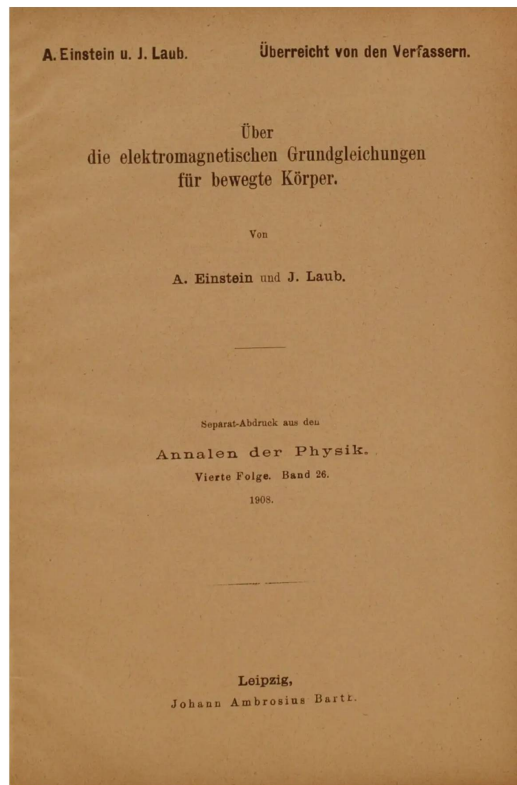 A. Einstein u. J. Laub. Überreicht von den Verfassern.
Über
die elektromagnetischen Grundgleichungen
für bewegte Körper.
Von
A. Einstein und J. Laub.
Separat-Abdruck aus den
Annalen der Physik.
Vierte Folge. Band 26.
1908.
Leipzig,
Johann Ambrosius Barth.